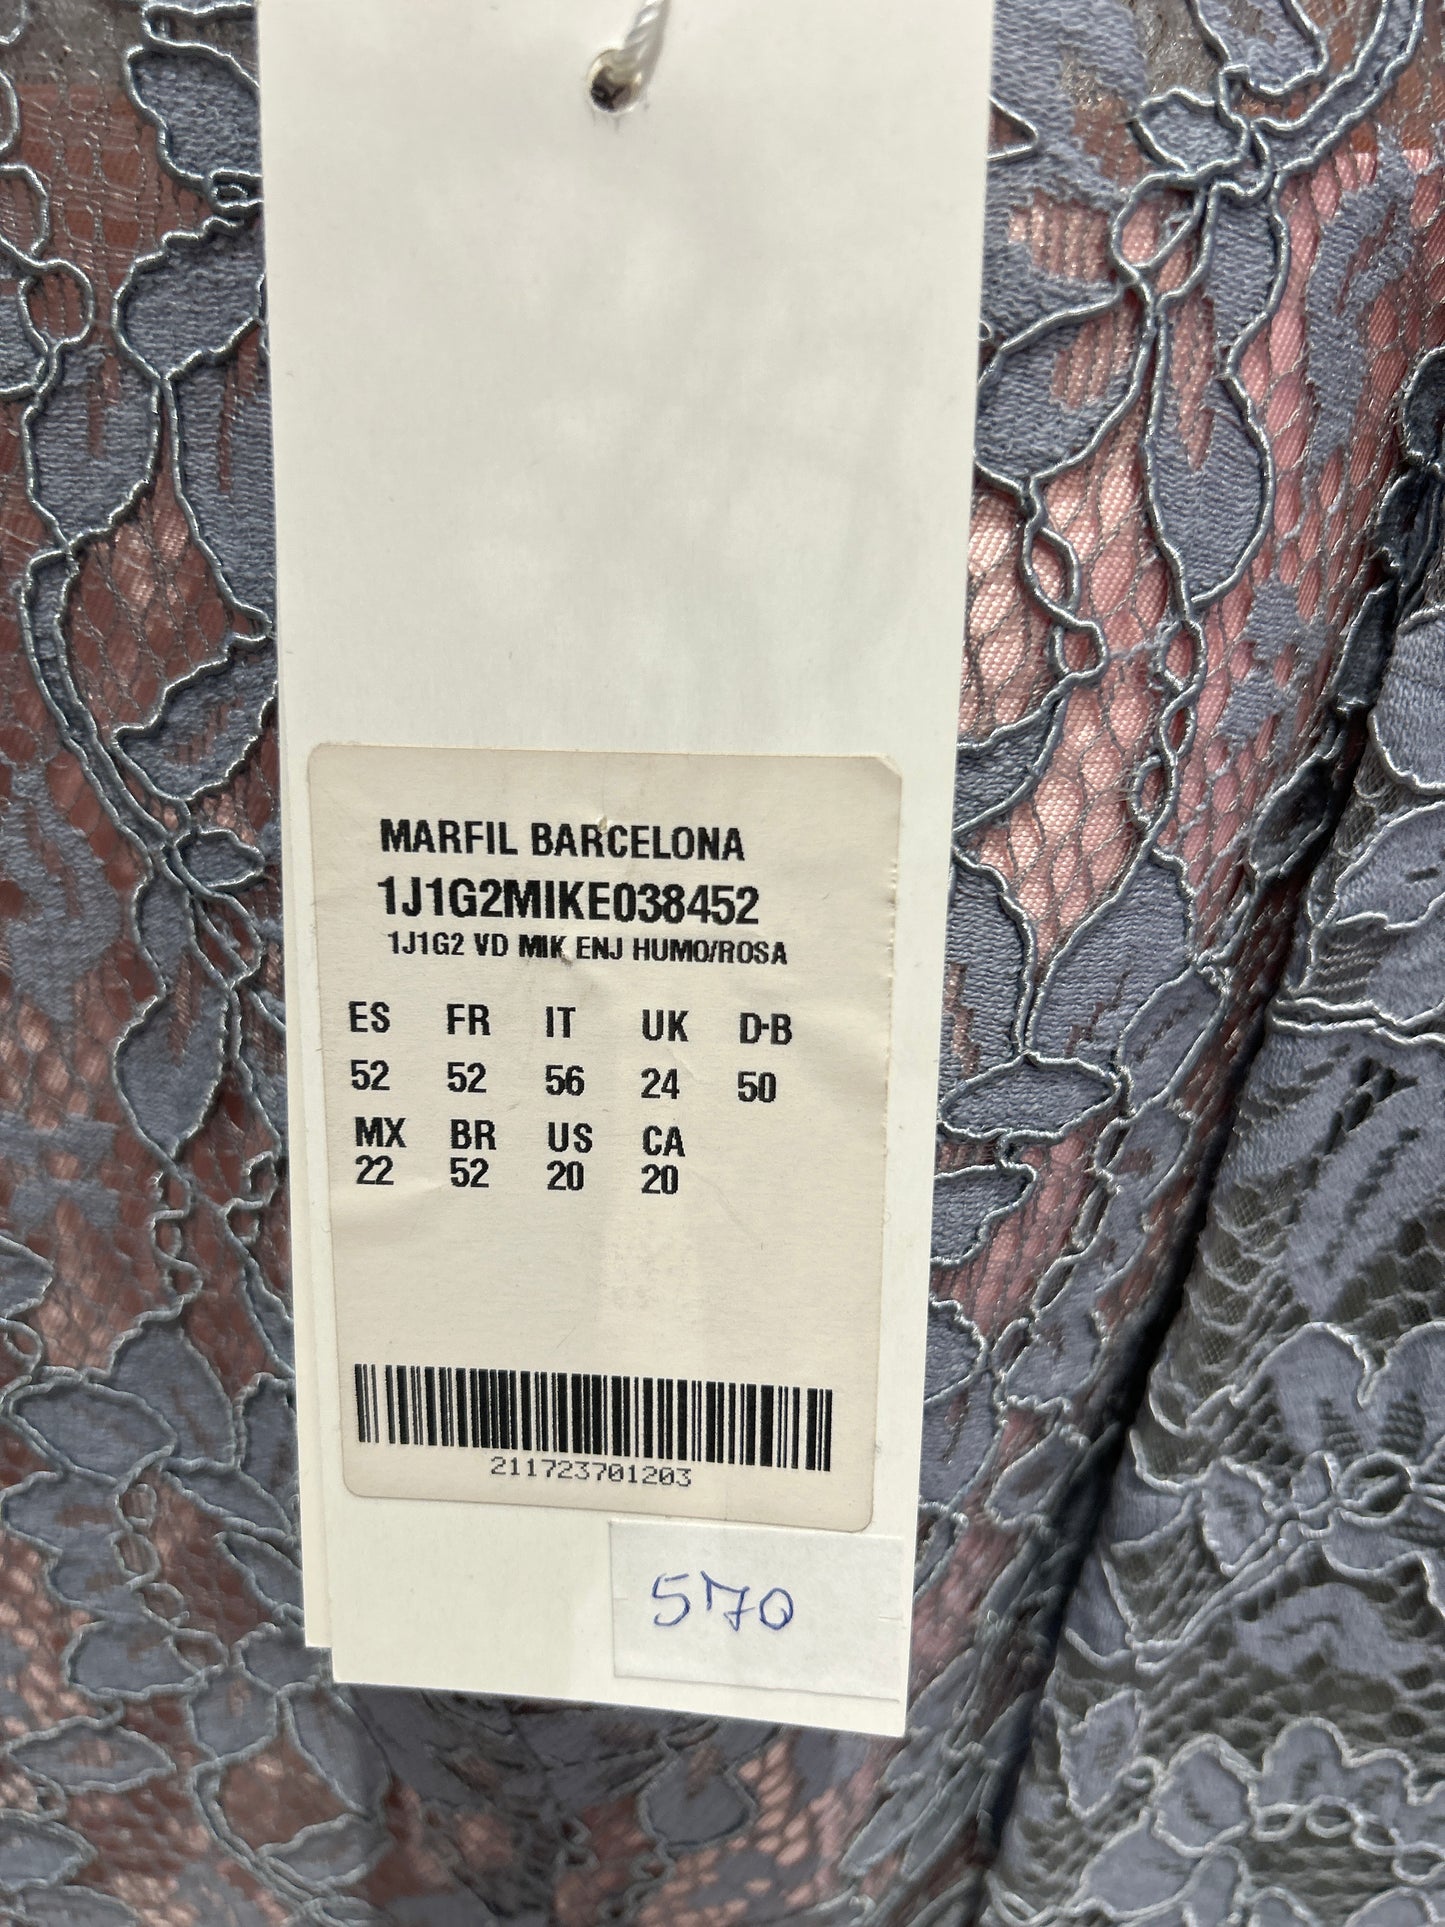 MARFIL BARCELONA
1J1G2MIKE038452
1J1G2 VD MIK ENJ HUMO/ROSA
ES FR IT UK D-B
52 52 56 24 50
MX BR US CA
22 52 20 20
211723701203
570